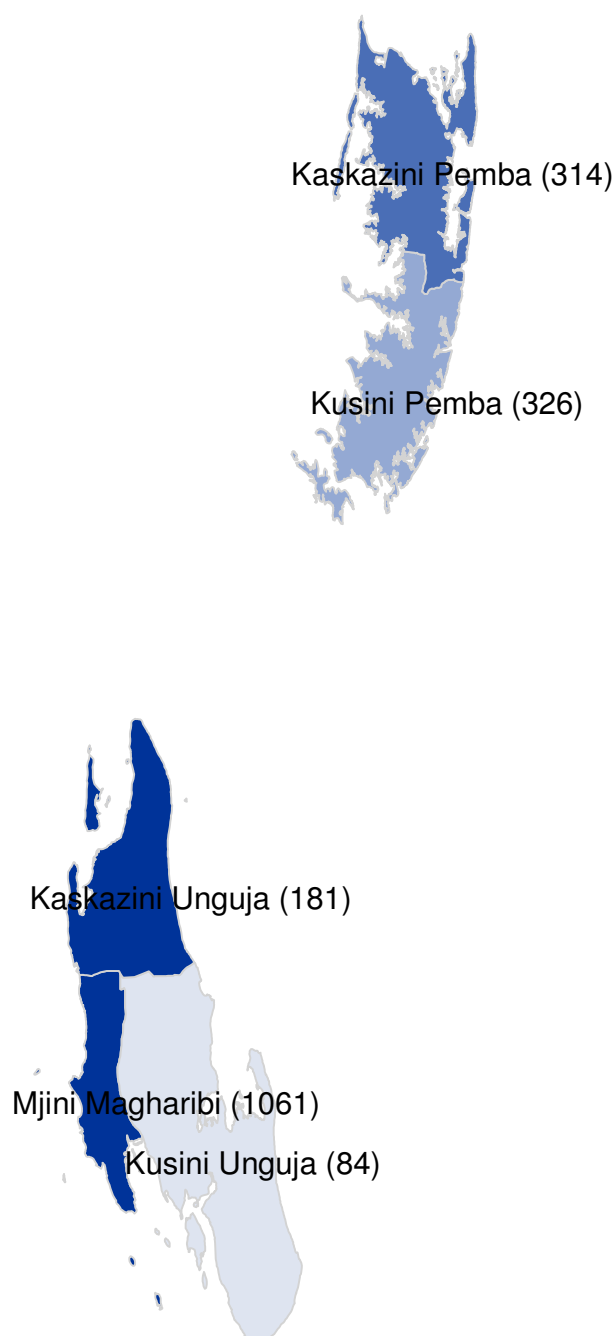 Kaskazini Pemba (314)
Kusini Pemba (326)
Kaskazini Unguja (181)
Mjini Magharibi (1061)
Kusini Unguja (84)